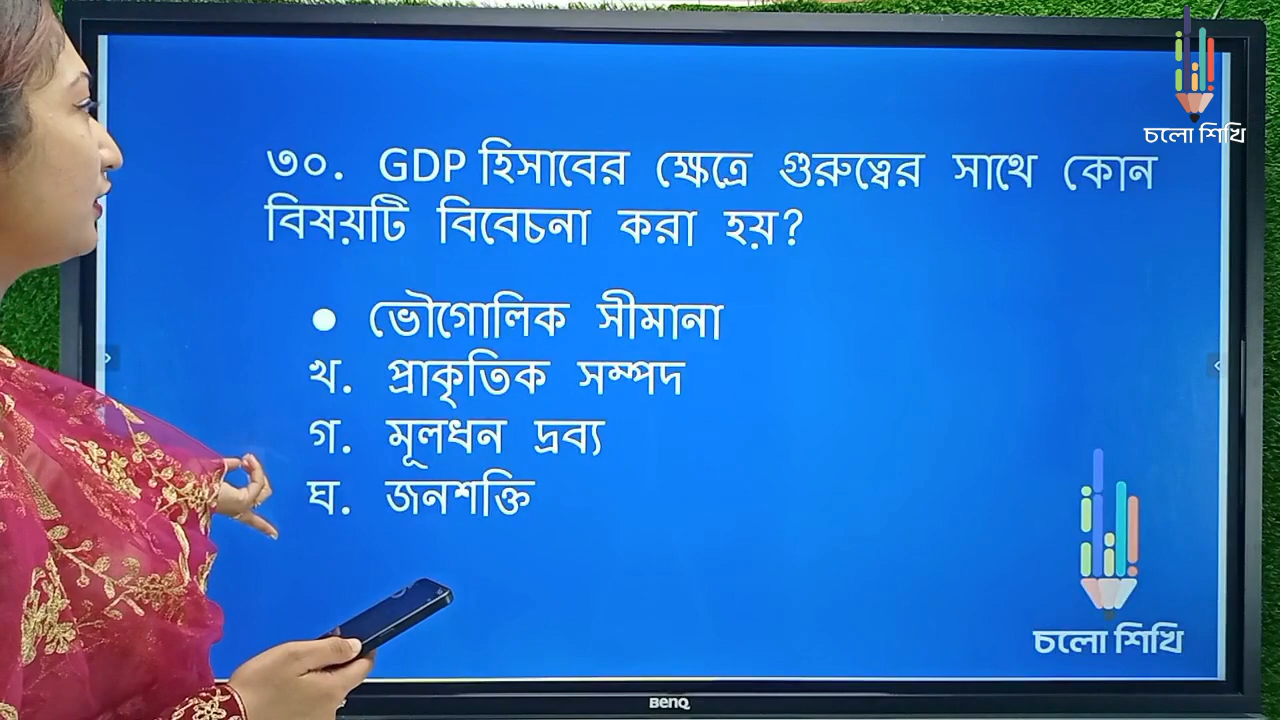 চলো শিখি
৩০. GDP হিসাবের ক্ষেত্রে গুরুত্বের সাথে কোন
বিষয়টি বিবেচনা করা হয়?
● ভৌগোলিক সীমানা
খ. প্রাকৃতিক সম্পদ
গ. মূলধন দ্রব্য
ঘ. জনশক্তি
চলো শিখি
BenQ